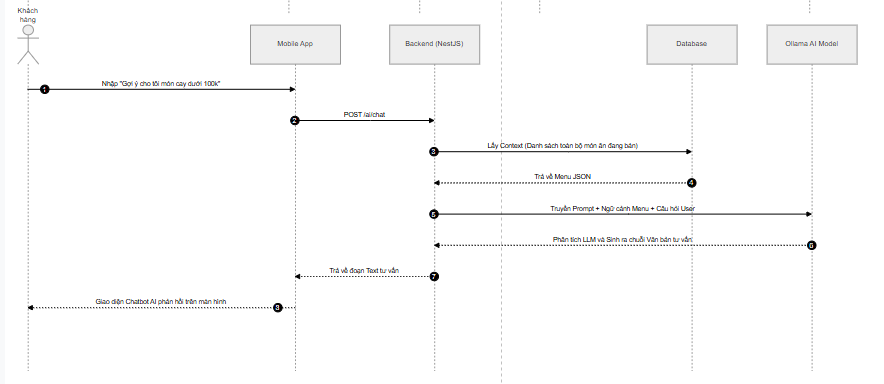 Khách
hàng
Mobile App
Backend (NestJS)
Database
Ollama AI Model
1
Nhập "Gợi ý cho tôi món cay dưới 100k"
2
POST /ai/chat
3
Lấy Context (Danh sách toàn bộ món ăn đang bán)
Trả về Menu JSON
4
5
Truyền Prompt + Ngữ cảnh Menu + Câu hỏi User
Phân tích LLM và Sinh ra chuỗi Văn bản tư vấn
6
Trả về đoạn Text tư vấn
7
Giao diện Chatbot AI phản hồi trên màn hình
8